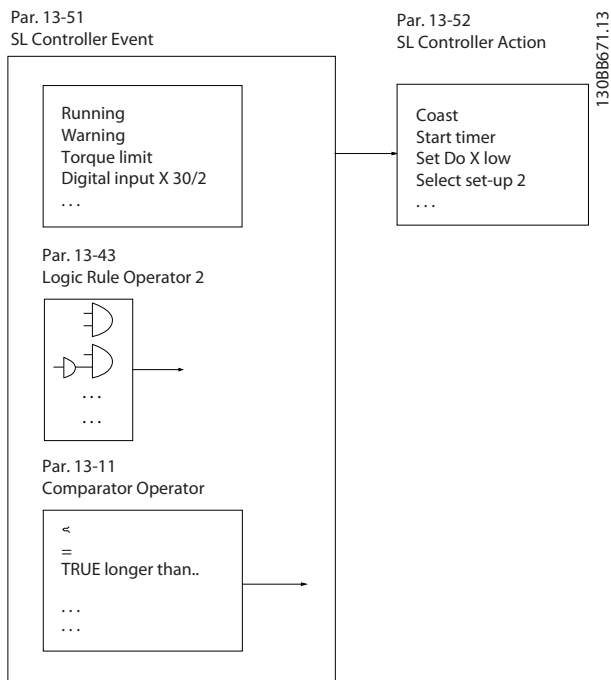 Par. 13-51
SL Controller Event
Par. 13-52
SL Controller Action
130BB671.13
Running
Warning
Torque limit
Digital input X 30/2
. . .
Coast
Start timer
Set Do X low
Select set-up 2
. . .
Par. 13-43
Logic Rule Operator 2
. . .
. . .
Par. 13-11
Comparator Operator
=
TRUE longer than..
. . .
. . .